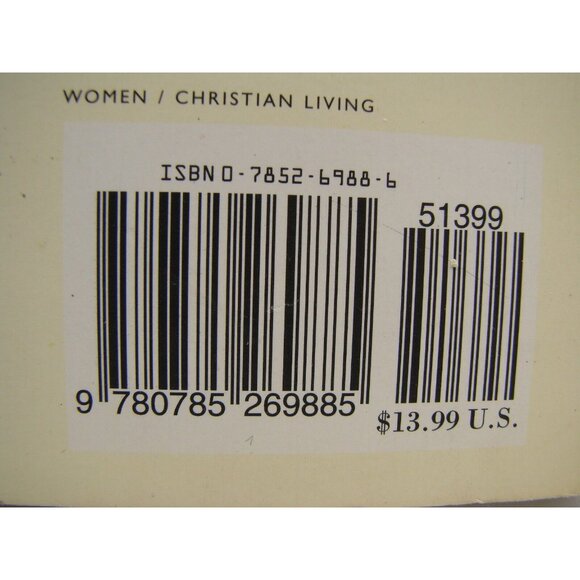 WOMEN / CHRISTIAN LIVING
ISBN 0-7852-6988-6
51399
9 780785 269885
$13.99 U.S.